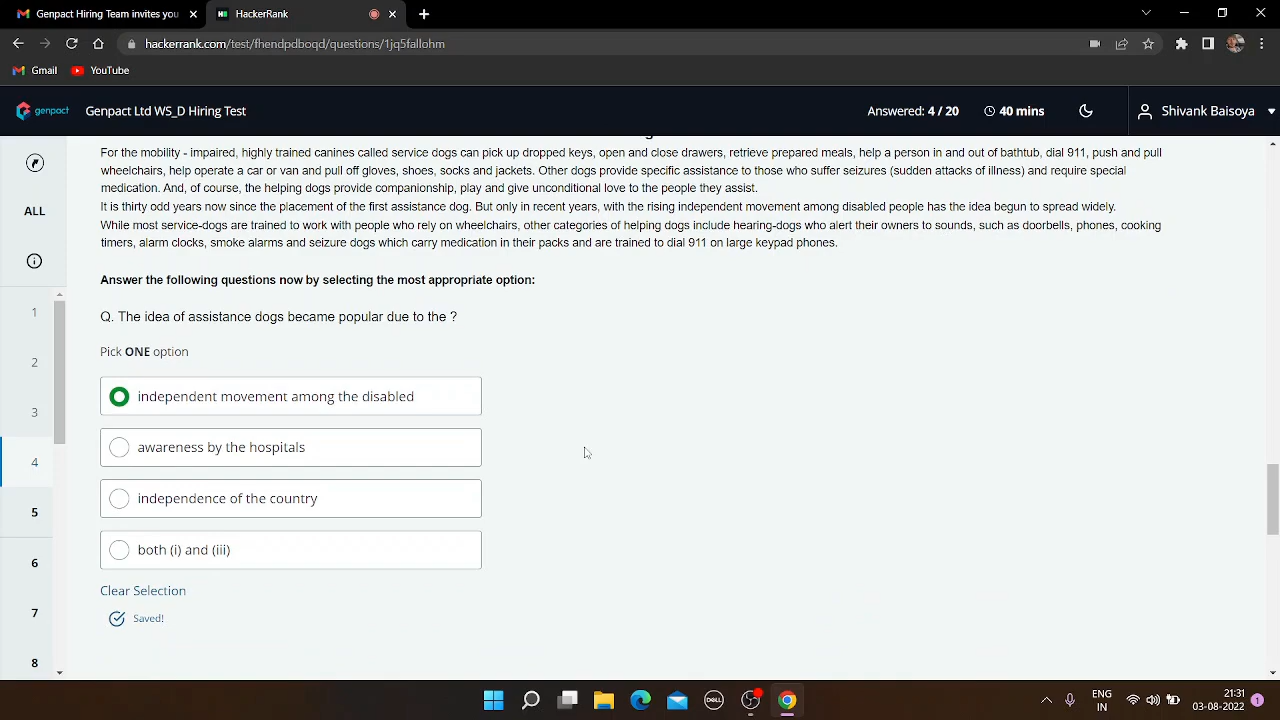 Genpact Hiring Team invites you
HackerRank
hackerrank.com/test/fhendpdboqd/questions/1jq5fallohm
Gmail
YouTube
genpact
Genpact Ltd WS_D Hiring Test
Answered: 4 / 20
40 mins
Shivank Baisoya
For the mobility - impaired, highly trained canines called service dogs can pick up dropped keys, open and close drawers, retrieve prepared meals, help a person in and out of bathtub, dial 911, push and pull
wheelchairs, help operate a car or van and pull off gloves, shoes, socks and jackets. Other dogs provide specific assistance to those who suffer seizures (sudden attacks of illness) and require special
medication. And, of course, the helping dogs provide companionship, play and give unconditional love to the people they assist.
It is thirty odd years now since the placement of the first assistance dog. But only in recent years, with the rising independent movement among disabled people has the idea begun to spread widely.
While most service-dogs are trained to work with people who rely on wheelchairs, other categories of helping dogs include hearing-dogs who alert their owners to sounds, such as doorbells, phones, cooking
timers, alarm clocks, smoke alarms and seizure dogs which carry medication in their packs and are trained to dial 911 on large keypad phones.
Answer the following questions now by selecting the most appropriate option:
Q. The idea of assistance dogs became popular due to the ?
Pick ONE option
independent movement among the disabled
awareness by the hospitals
independence of the country
both (i) and (iii)
Clear Selection
Saved!
ALL
1
2
3
4
5
6
7
8
DELL
ENG
IN
21:31
03-08-2022
1